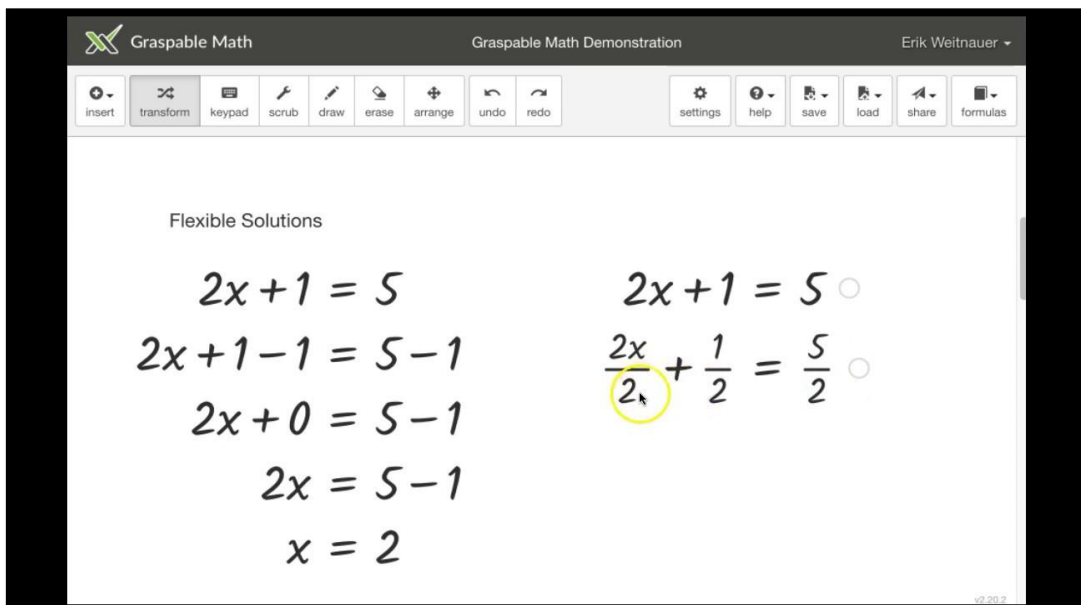 Graspable Math Graspable Math Demonstration Erik Weitnauer
insert transform keypad scrub draw erase arrange undo redo settings help save load share formulas
Flexible Solutions
2x + 1 = 5
2x + 1 − 1 = 5 − 1
2x + 0 = 5 − 1
2x = 5 − 1
x = 2
2x + 1 = 5
2x/2 + 1/2 = 5/2
v2.20.2